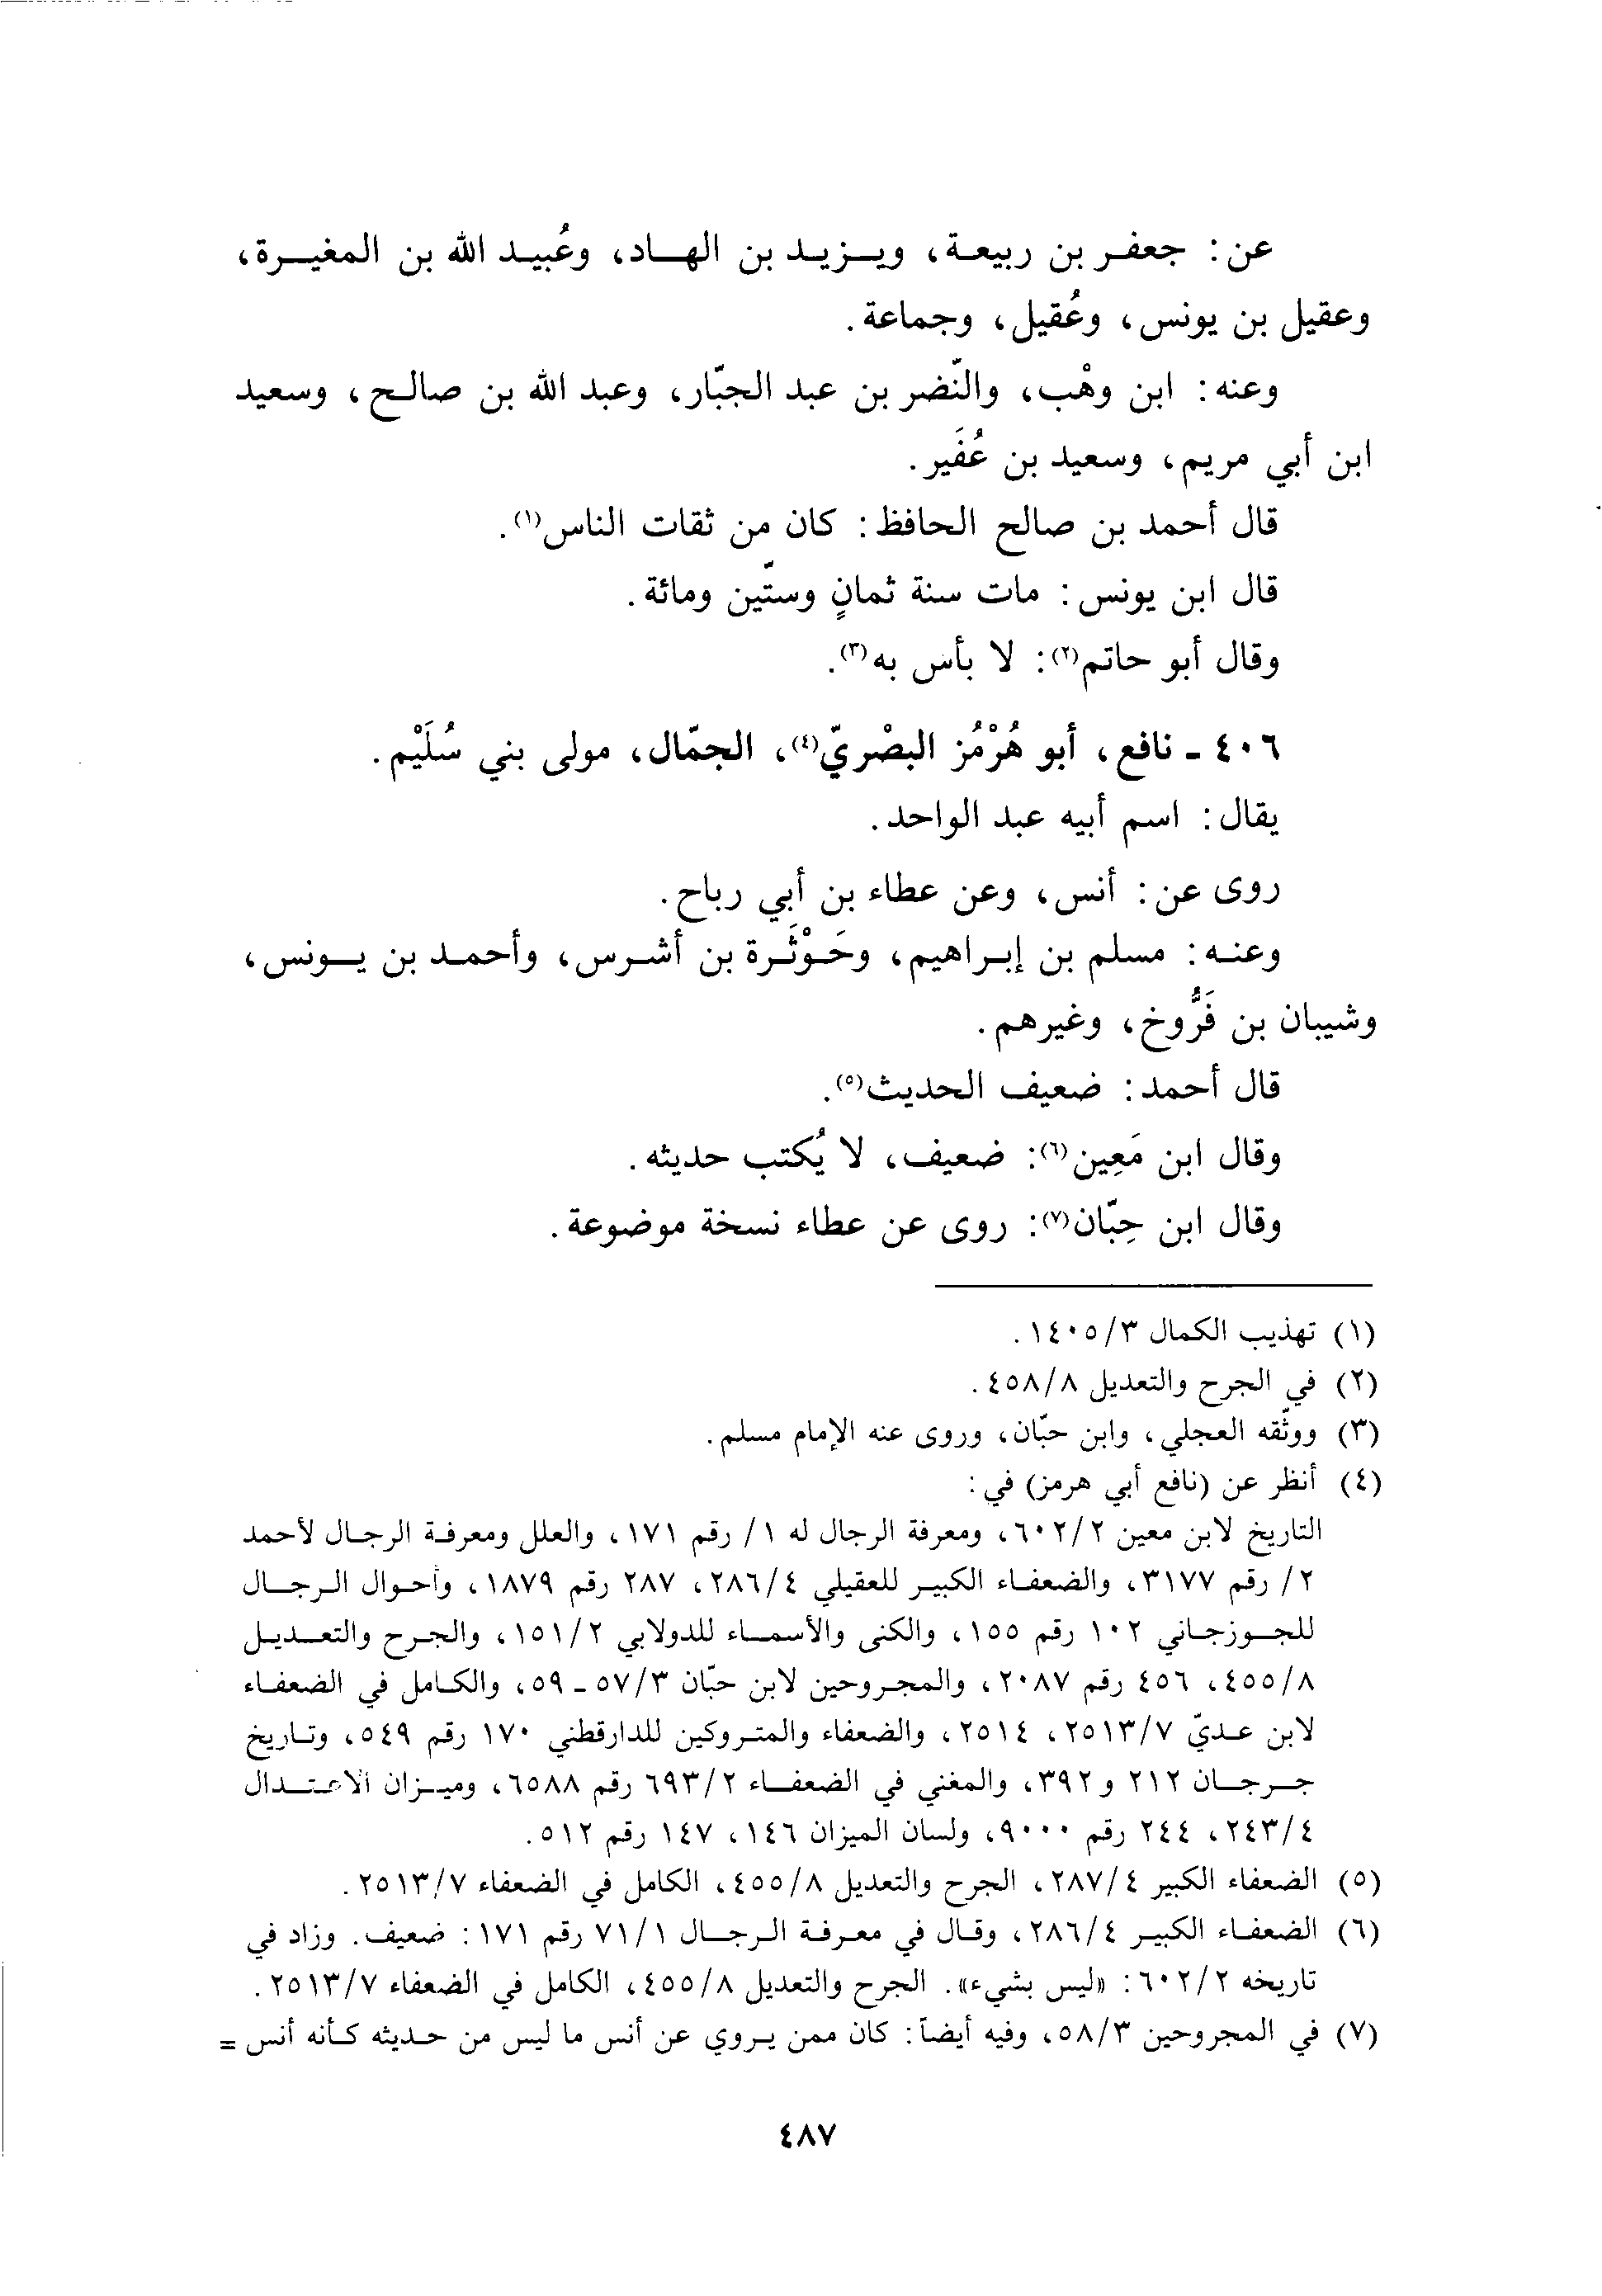 عن: جعفر بن ربيعة، ويزيد بن الهاد، وعُبيد الله بن المغيرة،
وعقيل بن يونس، وعُقيل، وجماعة.
وعنه: ابن وهْب، والنّضر بن عبد الجبّار، وعبد الله بن صالح، وسعيد
ابن أبي مريم، وسعيد بن عُفَير.
قال أحمد بن صالح الحافظ: كان من ثقات الناس(١).
قال ابن يونس: مات سنة ثمانٍ وستّين ومائة.
وقال أبو حاتم(٢): لا بأس به(٣).
٤٠٦ - نافع، أبو هُرْمُز البصْريّ(٤)، الجمّال، مولى بني سُلَيْم.
يقال: اسم أبيه عبد الواحد.
روى عن: أنس، وعن عطاء بن أبي رباح.
وعنه: مسلم بن إبراهيم، وحَوْثَرة بن أشرس، وأحمد بن يونس،
وشيبان بن فَرُّوخ، وغيرهم.
قال أحمد: ضعيف الحديث(٥).
وقال ابن مَعِين(٦): ضعيف، لا يُكتب حديثه.
وقال ابن حِبّان(٧): روى عن عطاء نسخة موضوعة.
(١) تهذيب الكمال ١٤٠٥/٣.
(٢) في الجرح والتعديل ٤٥٨/٨.
(٣) ووثّقه العجلي، وابن حبّان، وروى عنه الإمام مسلم.
(٤) أنظر عن (نافع أبي هرمز) في:
التاريخ لابن معين ٦٠٢/٢، ومعرفة الرجال له ١/ رقم ١٧١، والعلل ومعرفة الرجال لأحمد
٢/ رقم ٣١٧٧، والضعفاء الكبير للعقيلي ٢٨٦/٤، ٢٨٧ رقم ١٨٧٩، وأحوال الرجال
للجوزجاني ١٠٢ رقم ١٥٥، والكنى والأسماء للدولابي ١٥١/٢، والجرح والتعديل
٤٥٥/٨، ٤٥٦ رقم ٢٠٨٧، والمجروحين لابن حبّان ٥٧/٣ - ٥٩، والكامل في الضعفاء
لابن عديّ ٢٥١٣/٧، ٢٥١٤، والضعفاء والمتروكين للدارقطني ١٧٠ رقم ٥٤٩، وتاريخ
جرجان ٢١٢ و٣٩٢، والمغني في الضعفاء ٦٩٣/٢ رقم ٦٥٨٨، وميزان الاعتدال
٢٤٣/٤، ٢٤٤ رقم ٩٠٠٠، ولسان الميزان ١٤٦، ١٤٧ رقم ٥١٢.
(٥) الضعفاء الكبير ٢٨٧/٤، الجرح والتعديل ٤٥٥/٨، الكامل في الضعفاء ٢٥١٣/٧.
(٦) الضعفاء الكبير ٢٨٦/٤، وقال في معرفة الرجال ٧١/١ رقم ١٧١: ضعيف. وزاد في
تاريخه ٦٠٢/٢: «ليس بشيء». الجرح والتعديل ٤٥٥/٨، الكامل في الضعفاء ٢٥١٣/٧.
(٧) في المجروحين ٥٨/٣، وفيه أيضاً: كان ممن يروي عن أنس ما ليس من حديثه كأنه أنس =
٤٨٧